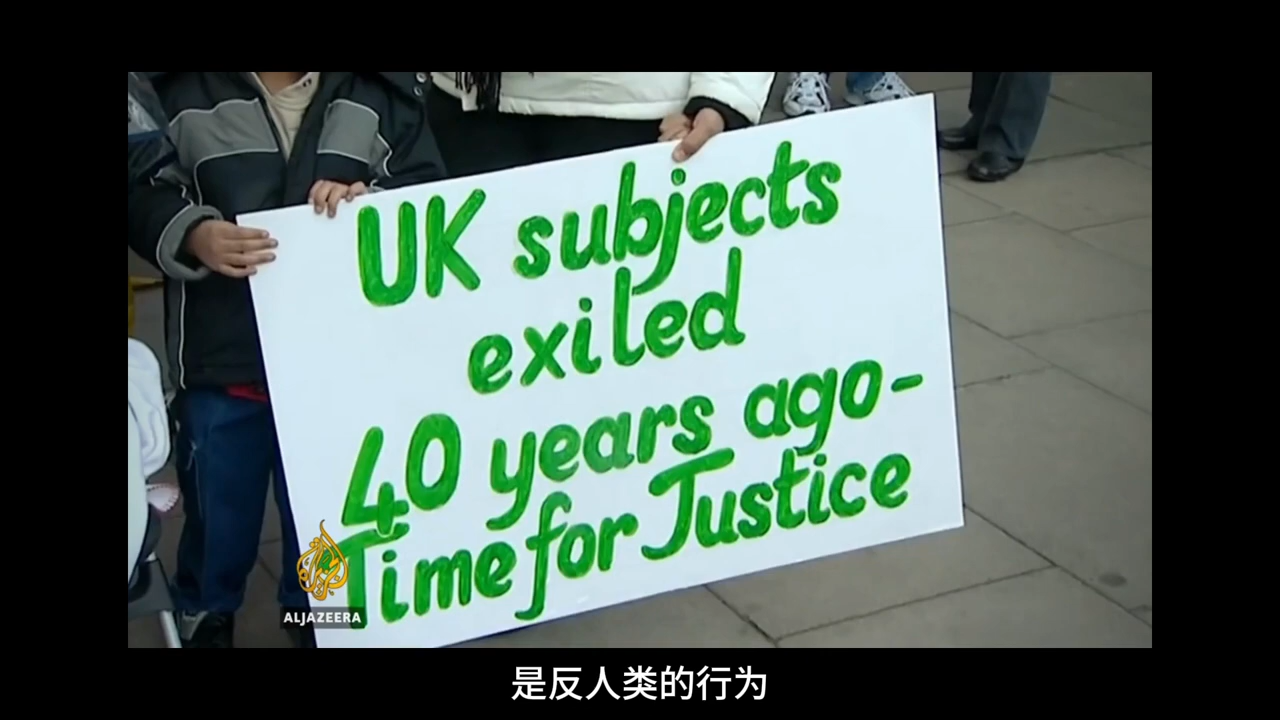 UK subjects
exiled
40 years ago-
Time for Justice
ALJAZEERA
是反人类的行为